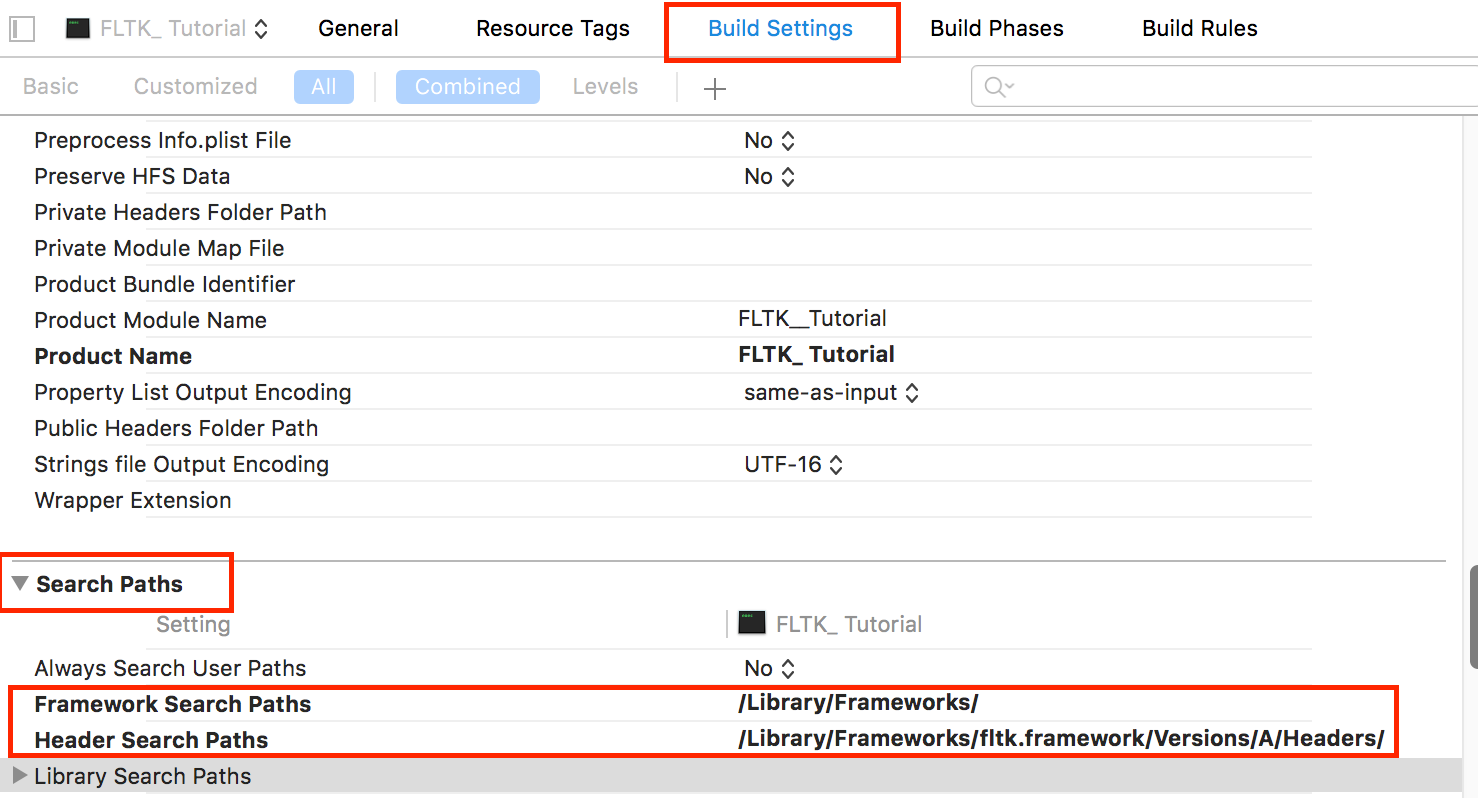 FLTK_ Tutorial General Resource Tags Build Settings Build Phases Build Rules
Basic Customized All Combined Levels +
Preprocess Info.plist File No
Preserve HFS Data No
Private Headers Folder Path
Private Module Map File
Product Bundle Identifier
Product Module Name FLTK__Tutorial
Product Name FLTK_ Tutorial
Property List Output Encoding same-as-input
Public Headers Folder Path
Strings file Output Encoding UTF-16
Wrapper Extension
Search Paths
Setting FLTK_ Tutorial
Always Search User Paths No
Framework Search Paths /Library/Frameworks/
Header Search Paths /Library/Frameworks/fltk.framework/Versions/A/Headers/
Library Search Paths